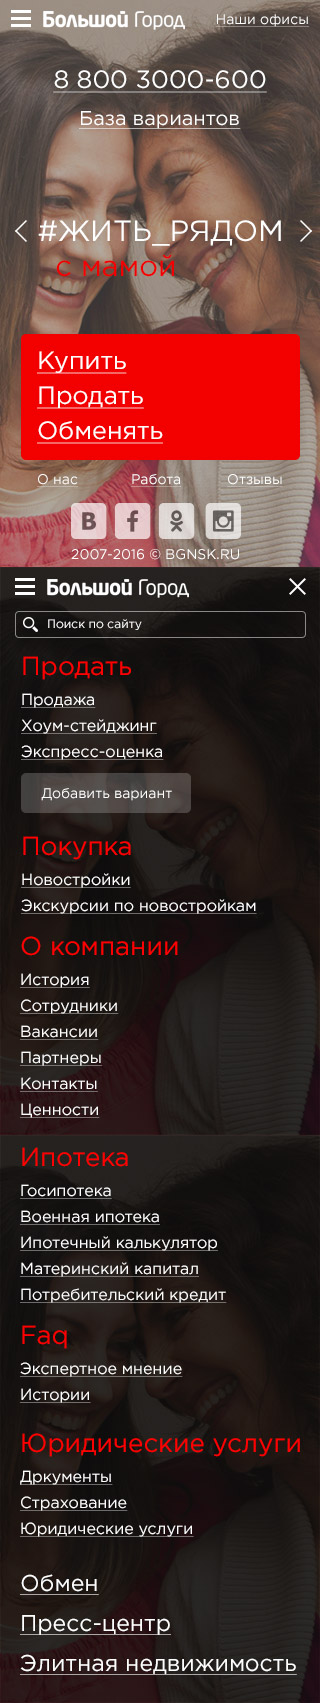 Большой Город Наши офисы
8 800 3000-600
База вариантов
#ЖИТЬ_РЯДОМ
с мамой
Купить
Продать
Обменять
О нас Работа Отзывы
В f
2007-2016 © BGNSK.RU
Большой Город
Поиск по сайту
Продать
Продажа
Хоум-стейджинг
Экспресс-оценка
Добавить вариант
Покупка
Новостройки
Экскурсии по новостройкам
О компании
История
Сотрудники
Вакансии
Партнеры
Контакты
Ценности
Ипотека
Госипотека
Военная ипотека
Ипотечный калькулятор
Материнский капитал
Потребительский кредит
Faq
Экспертное мнение
Истории
Юридические услуги
Дркументы
Страхование
Юридические услуги
Обмен
Пресс-центр
Элитная недвижимость